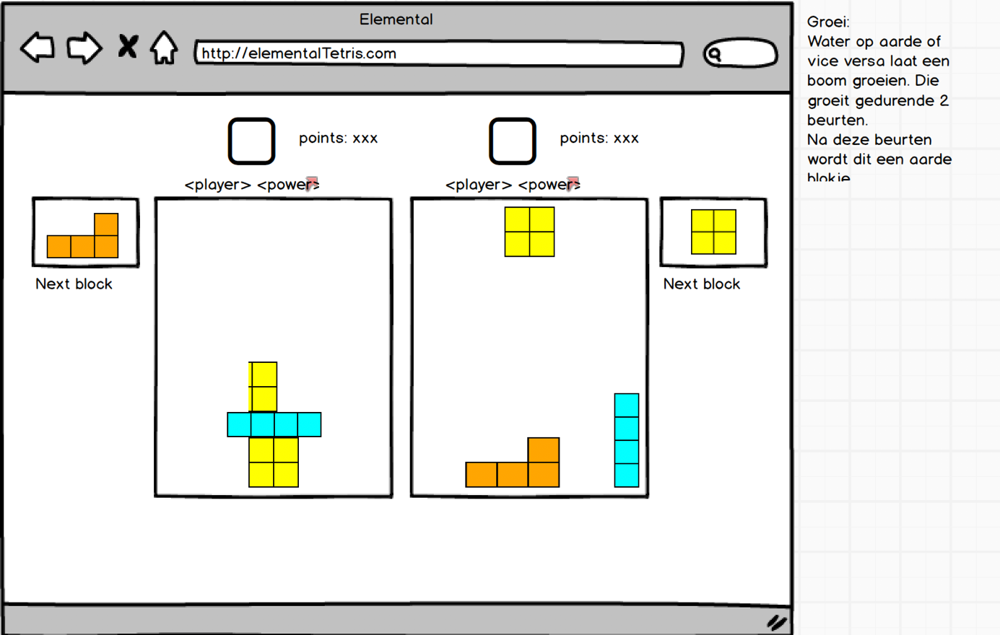 Elemental
http://elementalTetris.com
points: xxx
points: xxx
<player> <power>
<player> <power>
Next block
Next block
Groei:
Water op aarde of
vice versa laat een
boom groeien. Die
groeit gedurende 2
beurten.
Na deze beurten
wordt dit een aarde
blokje